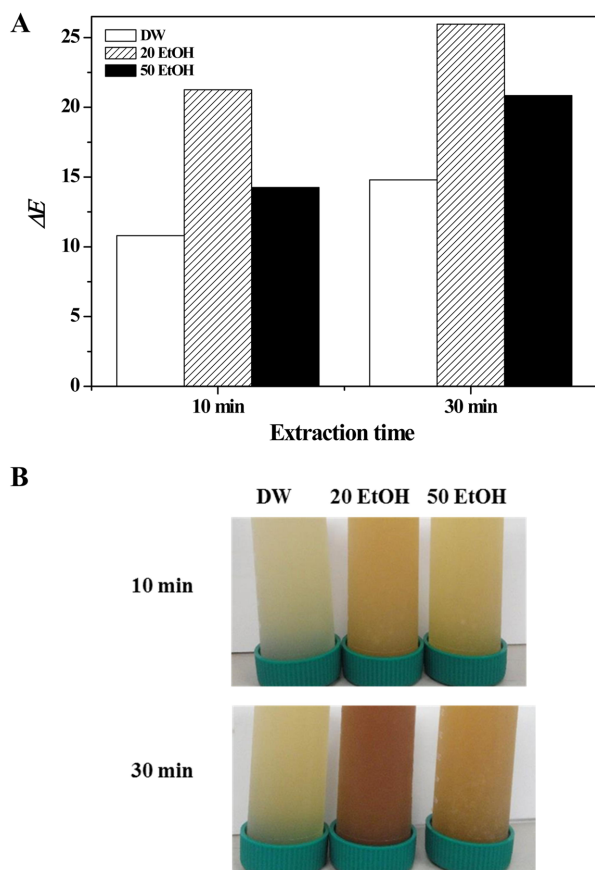 A
DW
20 EtOH
50 EtOH
25
20
15
10
5
0
ΔE
10 min 30 min
Extraction time
B
DW 20 EtOH 50 EtOH
10 min
30 min